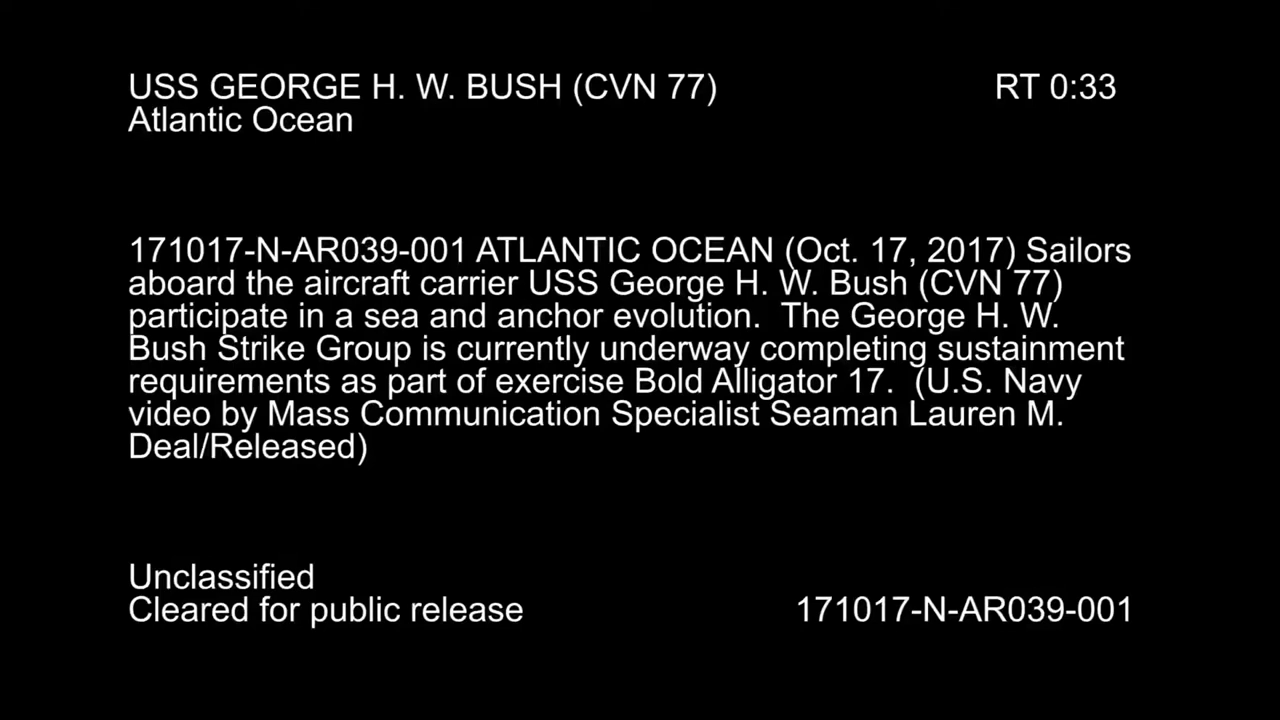 USS GEORGE H. W. BUSH (CVN 77) RT 0:33
Atlantic Ocean
171017-N-AR039-001 ATLANTIC OCEAN (Oct. 17, 2017) Sailors
aboard the aircraft carrier USS George H. W. Bush (CVN 77)
participate in a sea and anchor evolution.  The George H. W.
Bush Strike Group is currently underway completing sustainment
requirements as part of exercise Bold Alligator 17.  (U.S. Navy
video by Mass Communication Specialist Seaman Lauren M.
Deal/Released)
Unclassified
Cleared for public release 171017-N-AR039-001